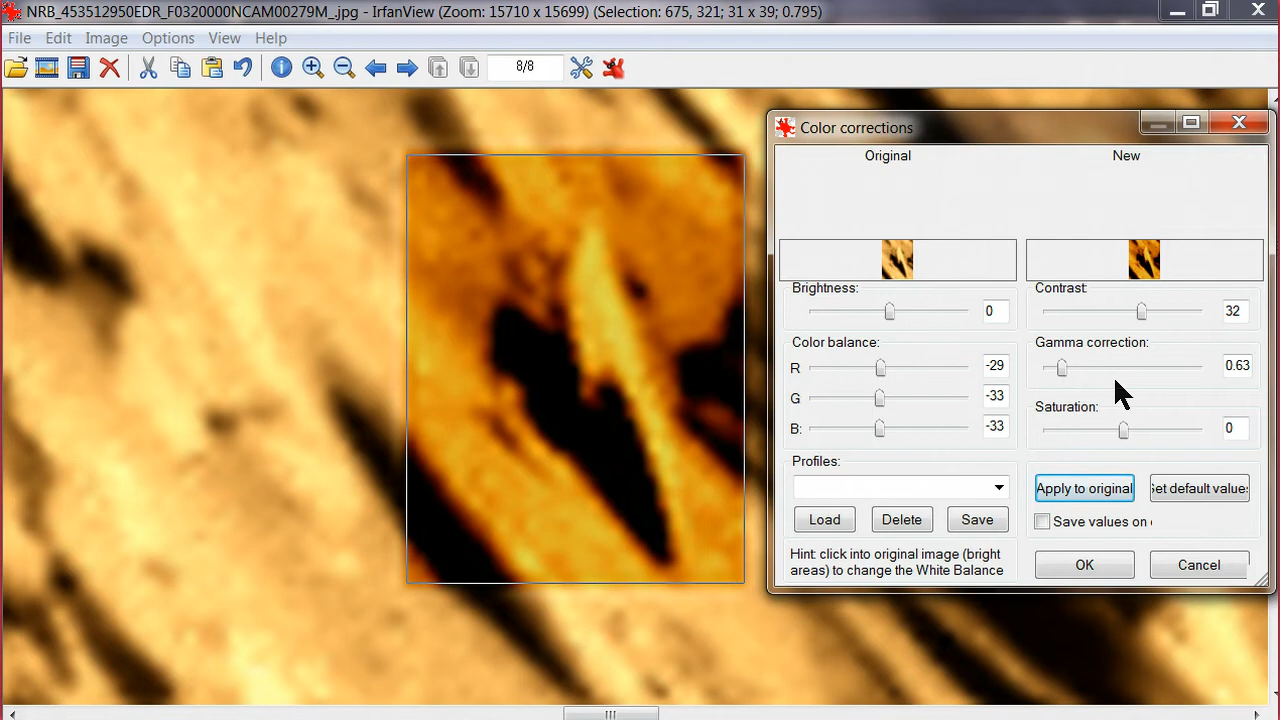 NRB_453512950EDR_F0320000NCAM00279M_.jpg - IrfanView (Zoom: 15710 x 15699) (Selection: 675, 321; 31 x 39; 0.795)
File Edit Image Options View Help
8/8
Color corrections
Original New
Brightness: Contrast:
0 32
Color balance: Gamma correction:
R -29 0.63
G -33
Saturation:
B: -33 0
Profiles:
Apply to original et default value:
Load Delete Save
Save values on
Hint: click into original image (bright
areas) to change the White Balance
OK Cancel